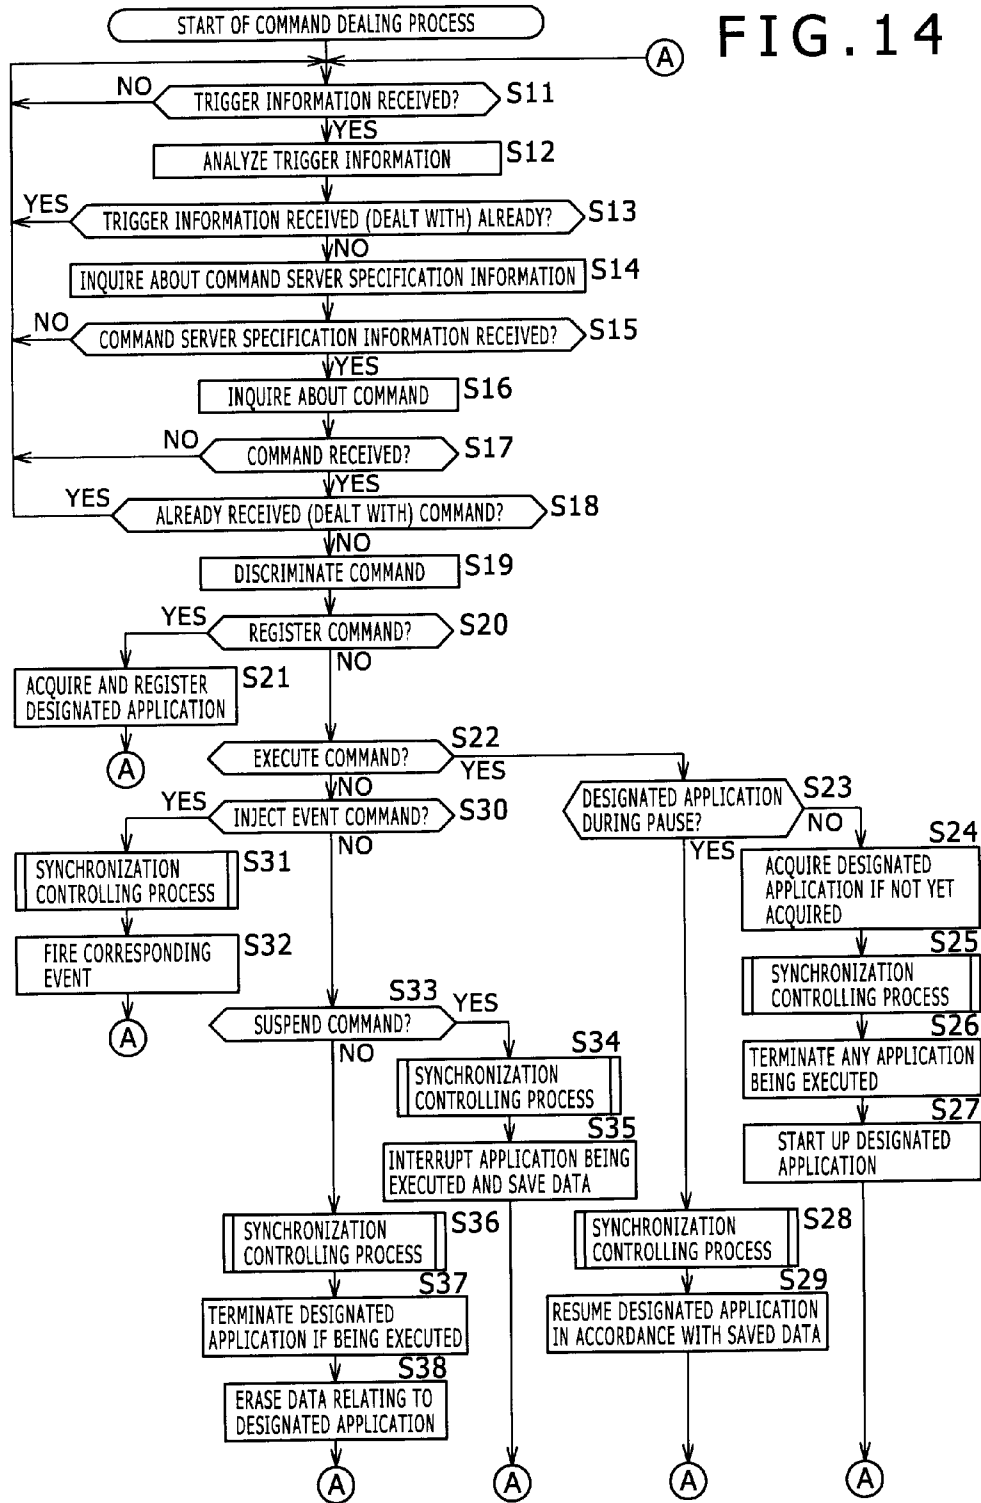 FIG.14
START OF COMMAND DEALING PROCESS
A
NO
TRIGGER INFORMATION RECEIVED?
S11
YES
ANALYZE TRIGGER INFORMATION
S12
YES
TRIGGER INFORMATION RECEIVED (DEALT WITH) ALREADY?
S13
NO
INQUIRE ABOUT COMMAND SERVER SPECIFICATION INFORMATION
S14
NO
COMMAND SERVER SPECIFICATION INFORMATION RECEIVED?
S15
YES
INQUIRE ABOUT COMMAND
S16
NO
COMMAND RECEIVED?
S17
YES
YES
ALREADY RECEIVED (DEALT WITH) COMMAND?
S18
NO
DISCRIMINATE COMMAND
S19
YES
REGISTER COMMAND?
S20
NO
ACQUIRE AND REGISTER
DESIGNATED APPLICATION
S21
A
EXECUTE COMMAND?
S22
YES
NO
YES
INJECT EVENT COMMAND?
S30
NO
DESIGNATED APPLICATION
DURING PAUSE?
S23
NO
YES
SYNCHRONIZATION
CONTROLLING PROCESS
S31
FIRE CORRESPONDING
EVENT
S32
A
S24
ACQUIRE DESIGNATED
APPLICATION IF NOT YET
ACQUIRED
S25
SYNCHRONIZATION
CONTROLLING PROCESS
S26
TERMINATE ANY APPLICATION
BEING EXECUTED
S27
START UP DESIGNATED
APPLICATION
S33
SUSPEND COMMAND?
YES
NO
S34
SYNCHRONIZATION
CONTROLLING PROCESS
S35
INTERRUPT APPLICATION BEING
EXECUTED AND SAVE DATA
SYNCHRONIZATION
CONTROLLING PROCESS
S36
S37
TERMINATE DESIGNATED
APPLICATION IF BEING EXECUTED
S38
ERASE DATA RELATING TO
DESIGNATED APPLICATION
SYNCHRONIZATION
CONTROLLING PROCESS
S28
S29
RESUME DESIGNATED APPLICATION
IN ACCORDANCE WITH SAVED DATA
A
A
A
A